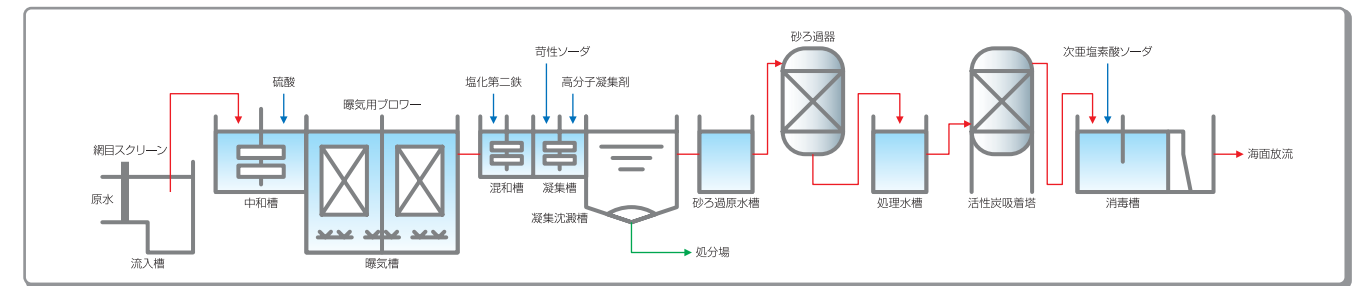 網目スクリーン
原水
流入槽
硫酸
中和槽
曝気用ブロワー
曝気槽
塩化第二鉄
苛性ソーダ
高分子凝集剤
混和槽
凝集槽
凝集沈澱槽
処分場
砂ろ過原水槽
砂ろ過器
処理水槽
活性炭吸着塔
次亜塩素酸ソーダ
消毒槽
海面放流